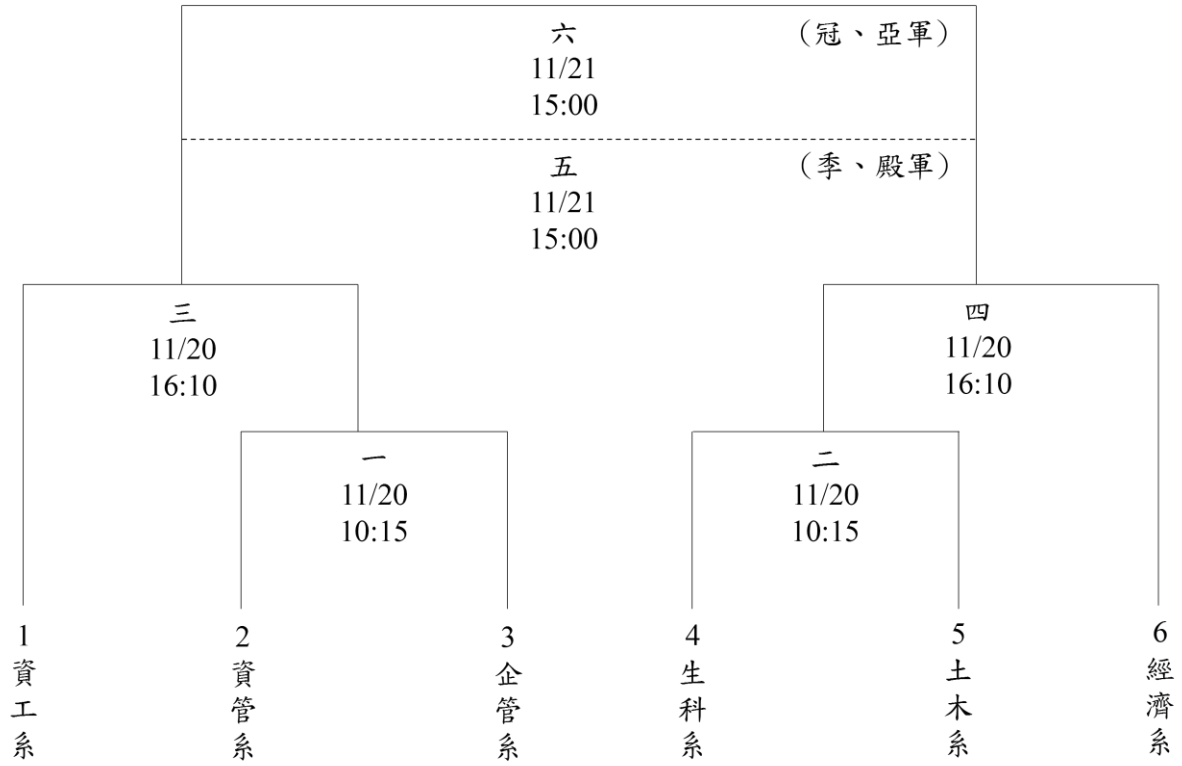 六
11/21
15:00
(冠、亞軍)
五
11/21
15:00
(季、殿軍)
三
11/20
16:10
四
11/20
16:10
一
11/20
10:15
二
11/20
10:15
1
資工系
2
資管系
3
企管系
4
生科系
5
土木系
6
經濟系